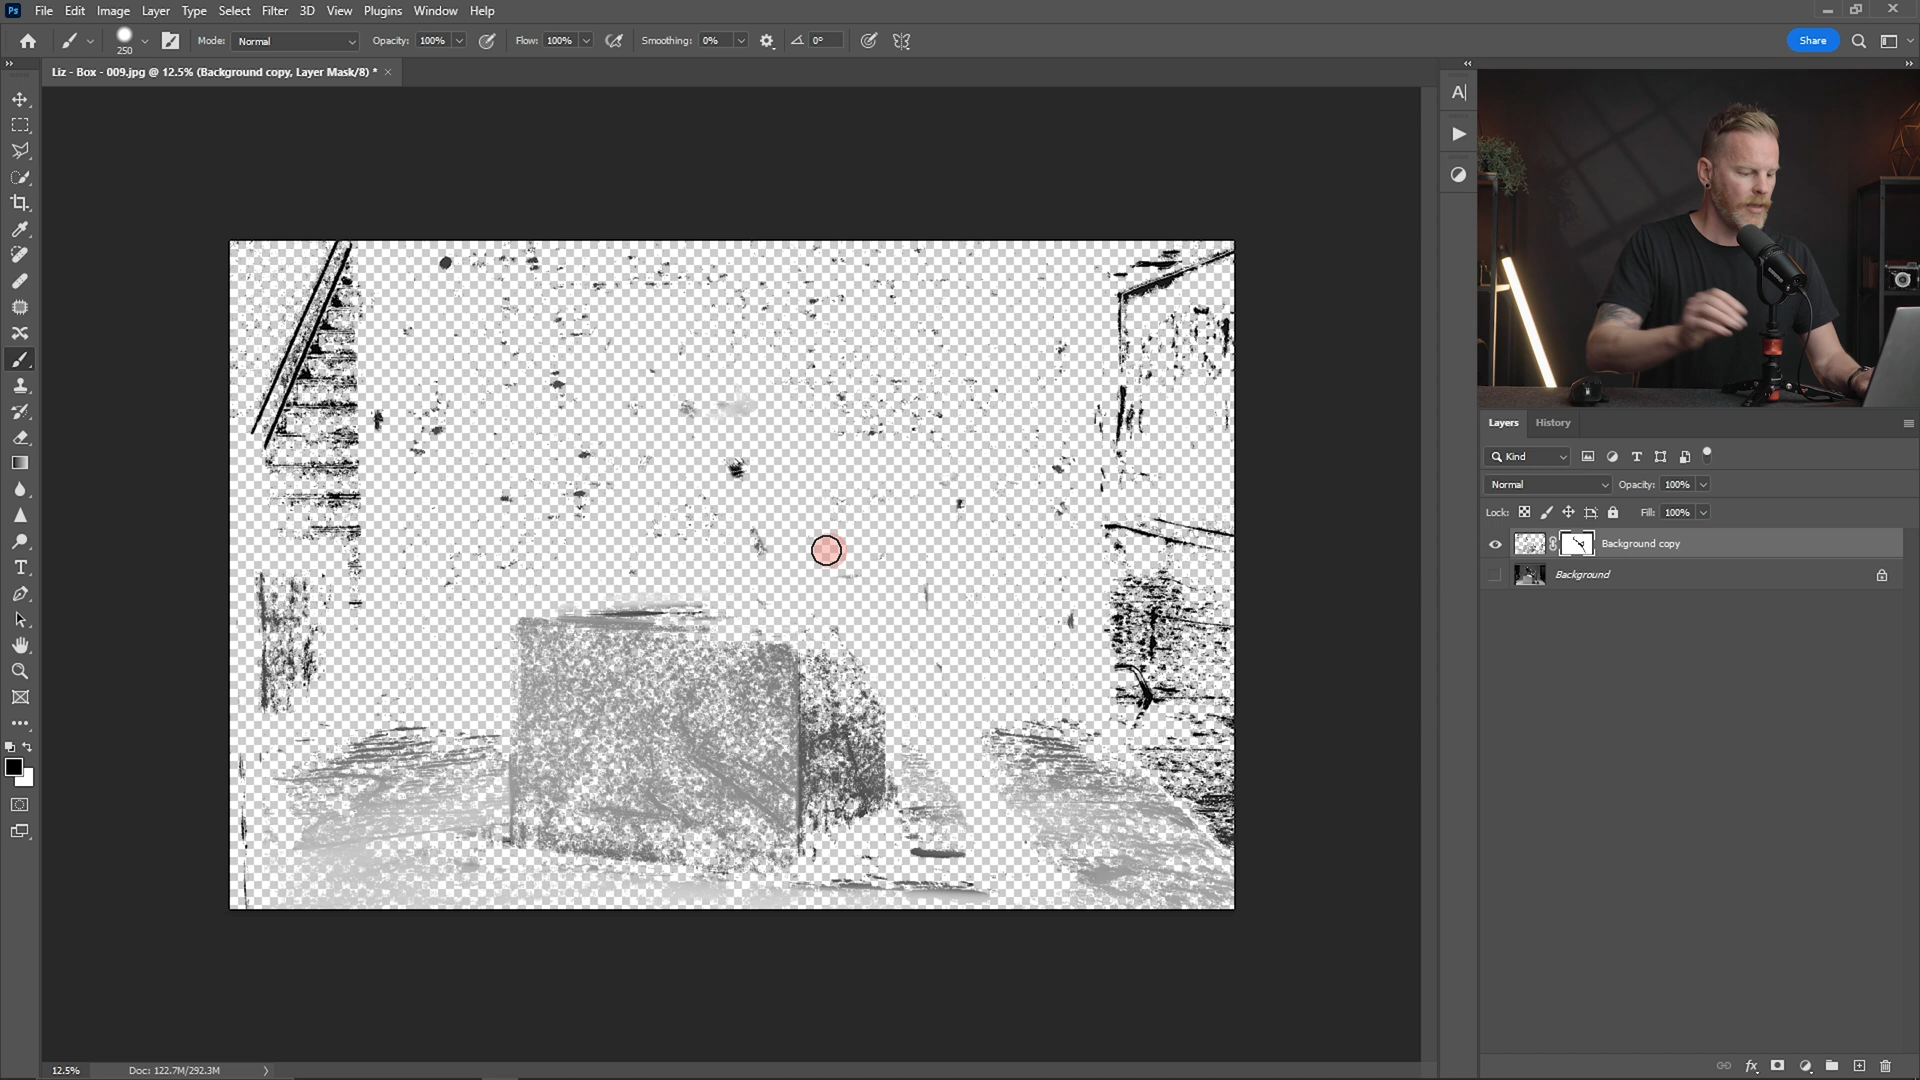 Ps File Edit Image Layer Type Select Filter 3D View Plugins Window Help
250 Mode: Normal Opacity: 100% Flow: 100% Smoothing: 0% 0° Share
Liz - Box - 009.jpg @ 12.5% (Background copy, Layer Mask/8) * ×
A|
Layers History
Kind
Normal Opacity: 100%
Lock: Fill: 100%
Background copy
Background
fx
12.5% Doc: 122.7M/292.3M